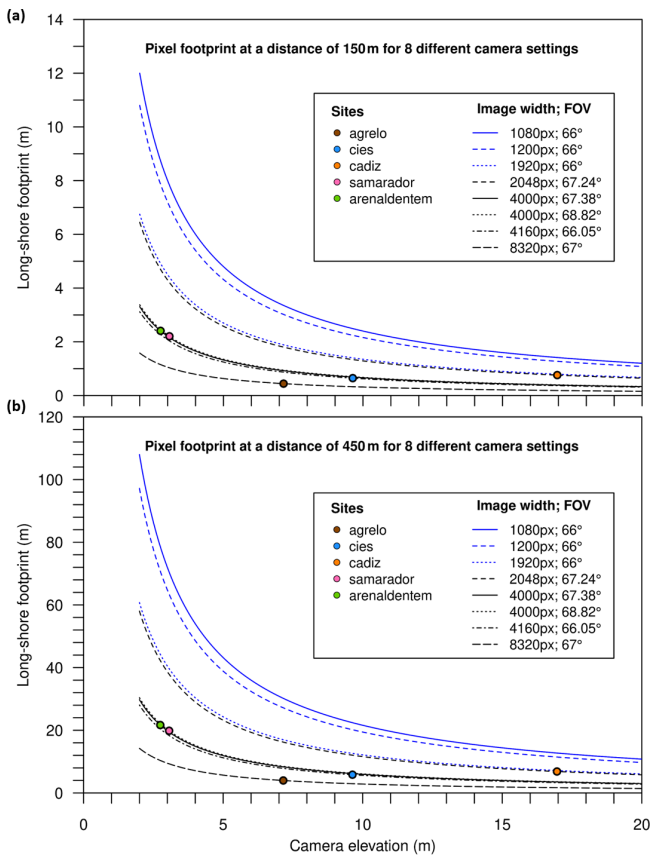 (a)
14
Pixel footprint at a distance of 150 m for 8 different camera settings
12
Sites
Image width; FOV
agrelo
1080px; 66°
cies
1200px; 66°
cadiz
1920px; 66°
samarador
2048px; 67.24°
arenaldentem
4000px; 67.38°
4000px; 68.82°
4160px; 66.05°
8320px; 67°
10
8
6
4
2
0
Long-shore footprint (m)
(b)
120
Pixel footprint at a distance of 450 m for 8 different camera settings
100
Sites
Image width; FOV
agrelo
1080px; 66°
cies
1200px; 66°
cadiz
1920px; 66°
samarador
2048px; 67.24°
arenaldentem
4000px; 67.38°
4000px; 68.82°
4160px; 66.05°
8320px; 67°
80
60
40
20
0
Long-shore footprint (m)
0 5 10 15 20
Camera elevation (m)